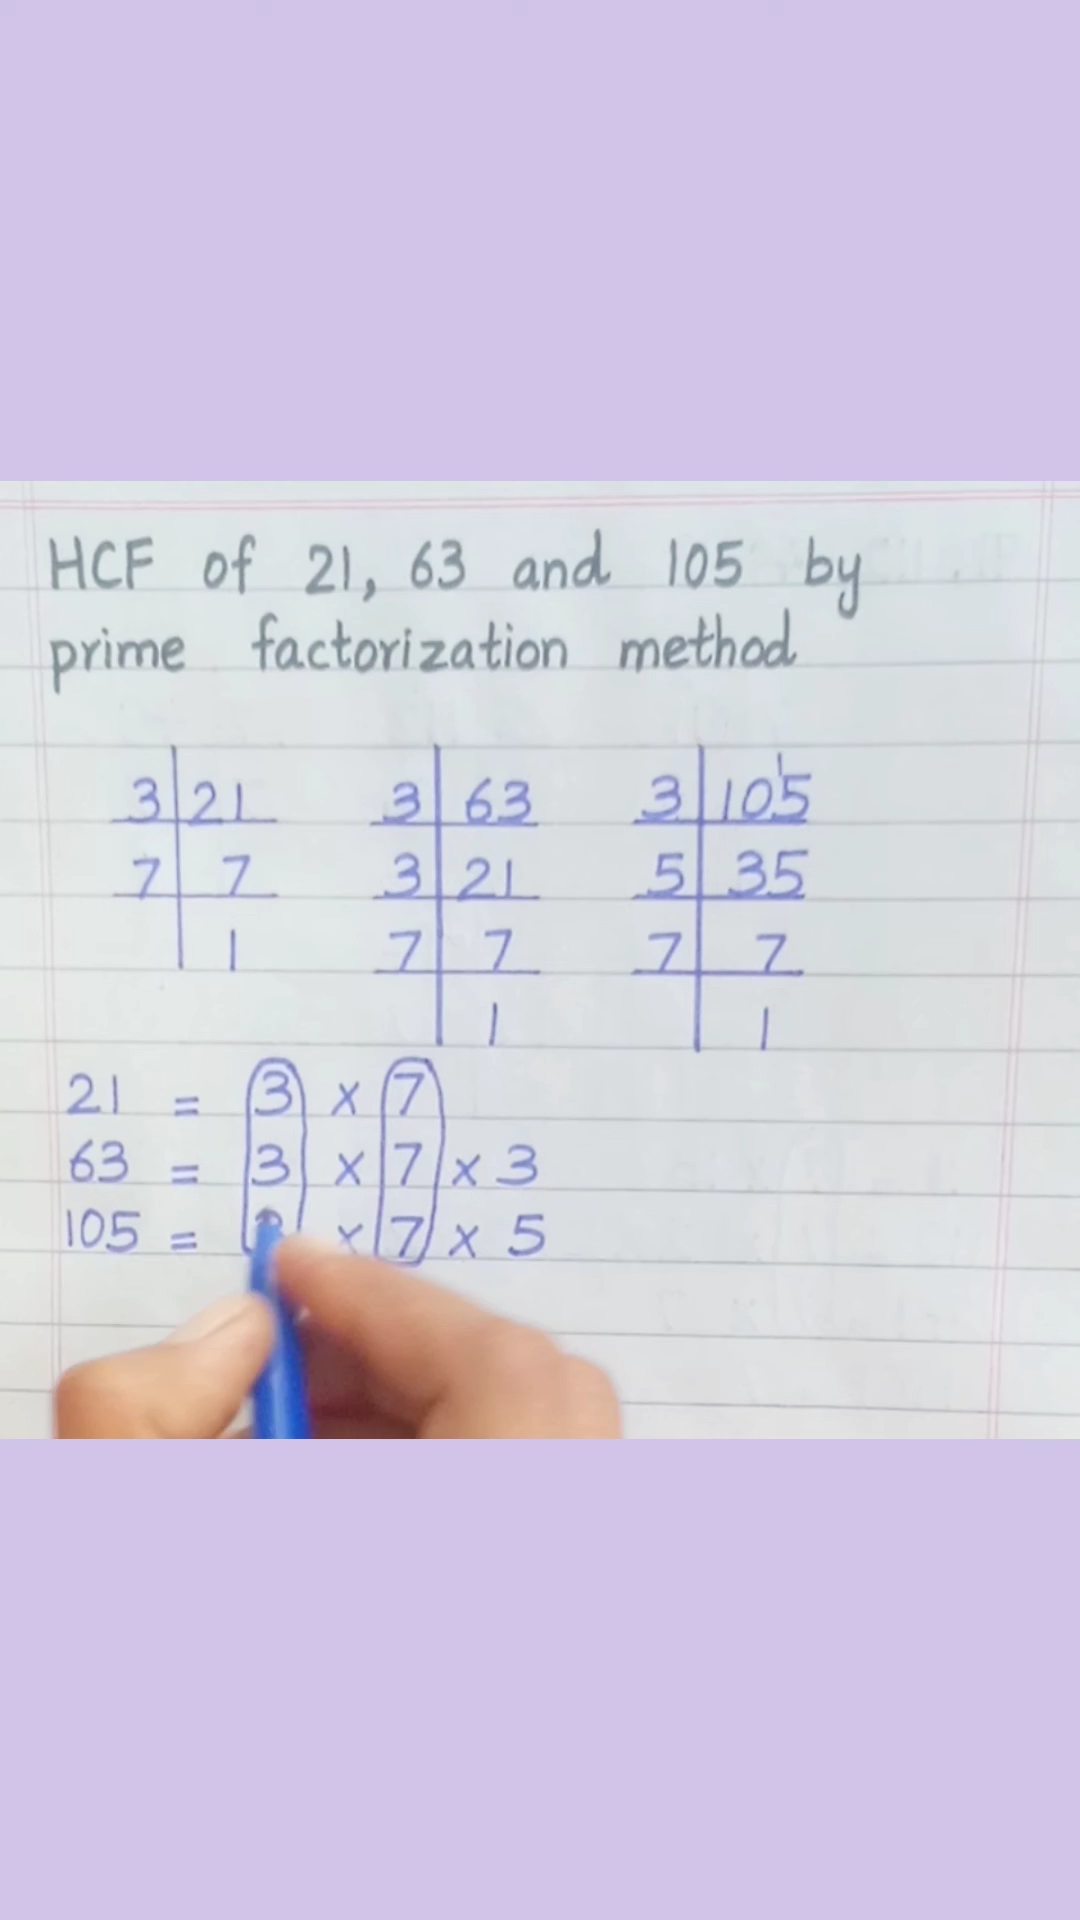 HCF of 21, 63 and 105 by
prime factorization method
3 21 3 63 3 105 1
7 7 3 21 5 35
1 7 7 7 7
1 1
21 = 3 x 7
63 = 3 x 7 x 3
105 = x 7 x 5